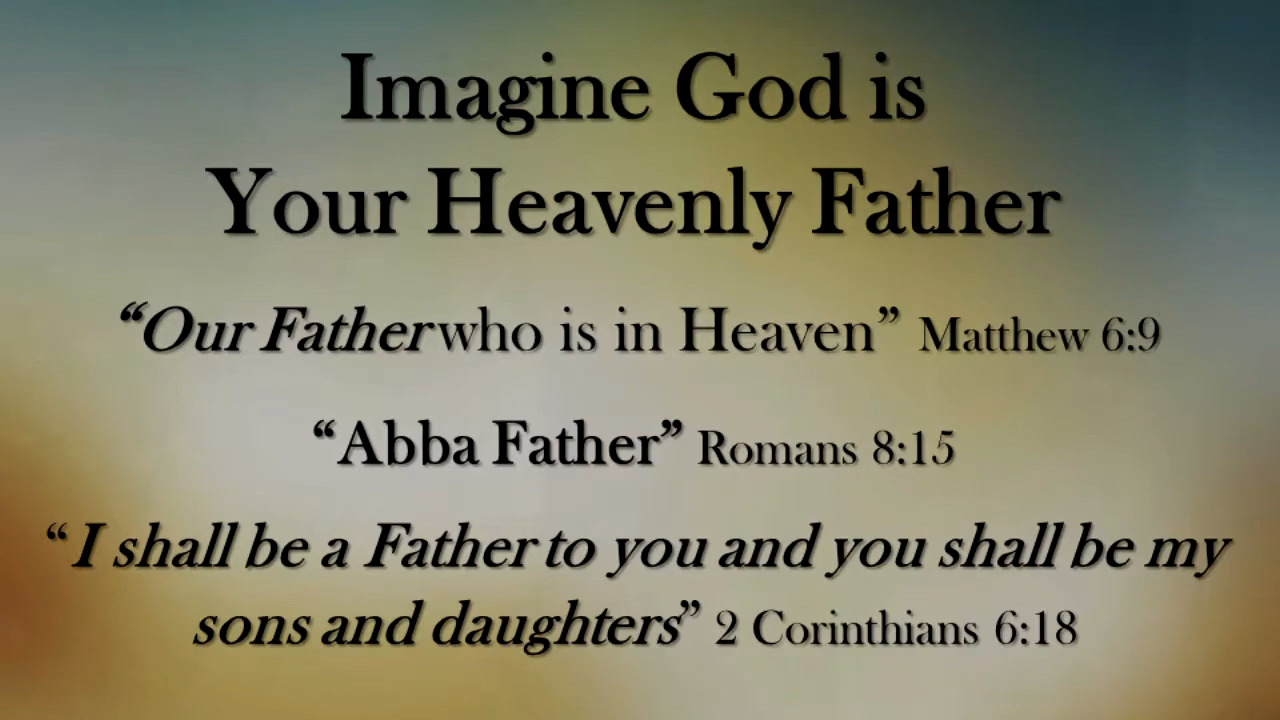 Imagine God is
Your Heavenly Father
“Our Father who is in Heaven” Matthew 6:9
“Abba Father” Romans 8:15
“ I shall be a Father to you and you shall be my
sons and daughters” 2 Corinthians 6:18